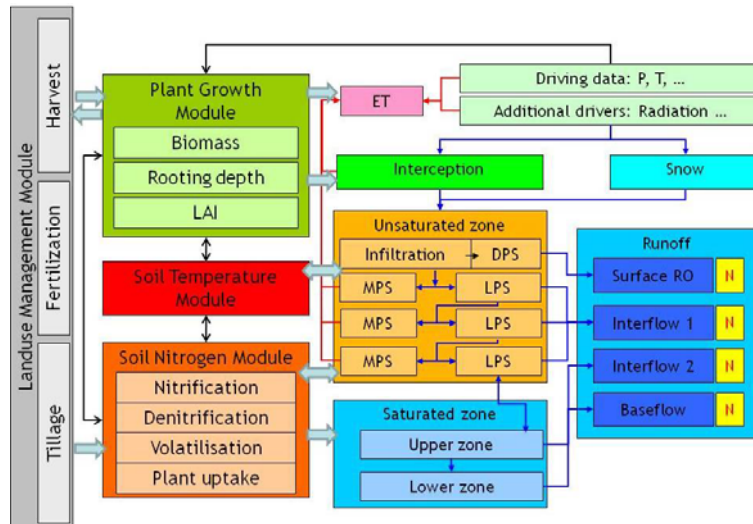 Landuse Management Module
Harvest
Fertilization
Tillage
Plant Growth
Module
Biomass
Rooting depth
LAI
Soil Temperature
Module
Soil Nitrogen Module
Nitrification
Denitrification
Volatilisation
Plant uptake
ET
Driving data: P, T, ...
Additional drivers: Radiation ...
Interception
Snow
Unsaturated zone
Infiltration
DPS
MPS
LPS
MPS
LPS
MPS
LPS
Saturated zone
Upper zone
Lower zone
Runoff
Surface RO
N
Interflow 1
N
Interflow 2
N
Baseflow
N